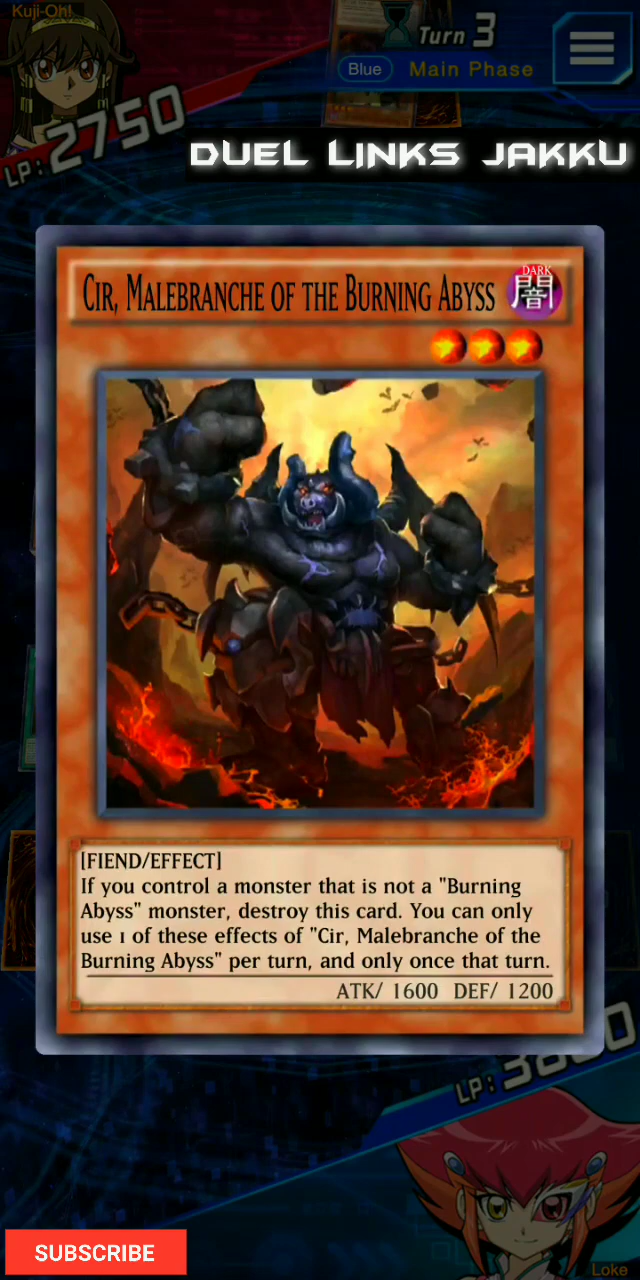 Kuji-Oh!
Turn 3
Blue Main Phase
LP: 2750
DUEL LINKS JAKKU
Cir, Malebranche of the Burning Abyss
DARK
闇
[FIEND/EFFECT]
If you control a monster that is not a "Burning
Abyss" monster, destroy this card. You can only
use 1 of these effects of "Cir, Malebranche of the
Burning Abyss" per turn, and only once that turn.
ATK/ 1600 DEF/ 1200
LP:
SUBSCRIBE
Loke